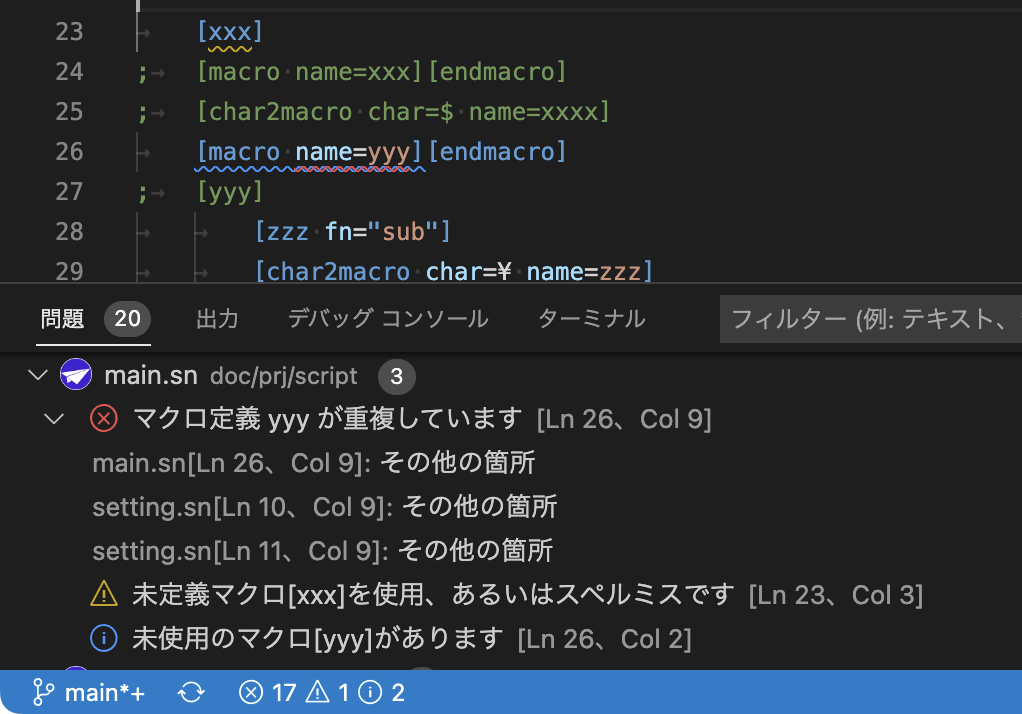 23 [xxx]
24 ; [macro name=xxx][endmacro]
25 ; [char2macro char=$ name=xxxx]
26 [macro name=yyy][endmacro]
27 ; [yyy]
28 [zzz fn="sub"]
29 [char2macro char=¥ name=zzz]
問題 20 出力 デバッグ コンソール ターミナル フィルター (例: テキスト、
main.sn doc/prj/script 3
マクロ定義 yyy が重複しています [Ln 26、Col 9]
main.sn[Ln 26、Col 9]: その他の箇所
setting.sn[Ln 10、Col 9]: その他の箇所
setting.sn[Ln 11、Col 9]: その他の箇所
未定義マクロ[xxx]を使用、あるいはスペルミスです [Ln 23、Col 3]
未使用のマクロ[yyy]があります [Ln 26、Col 2]
main*+ 17 1 2